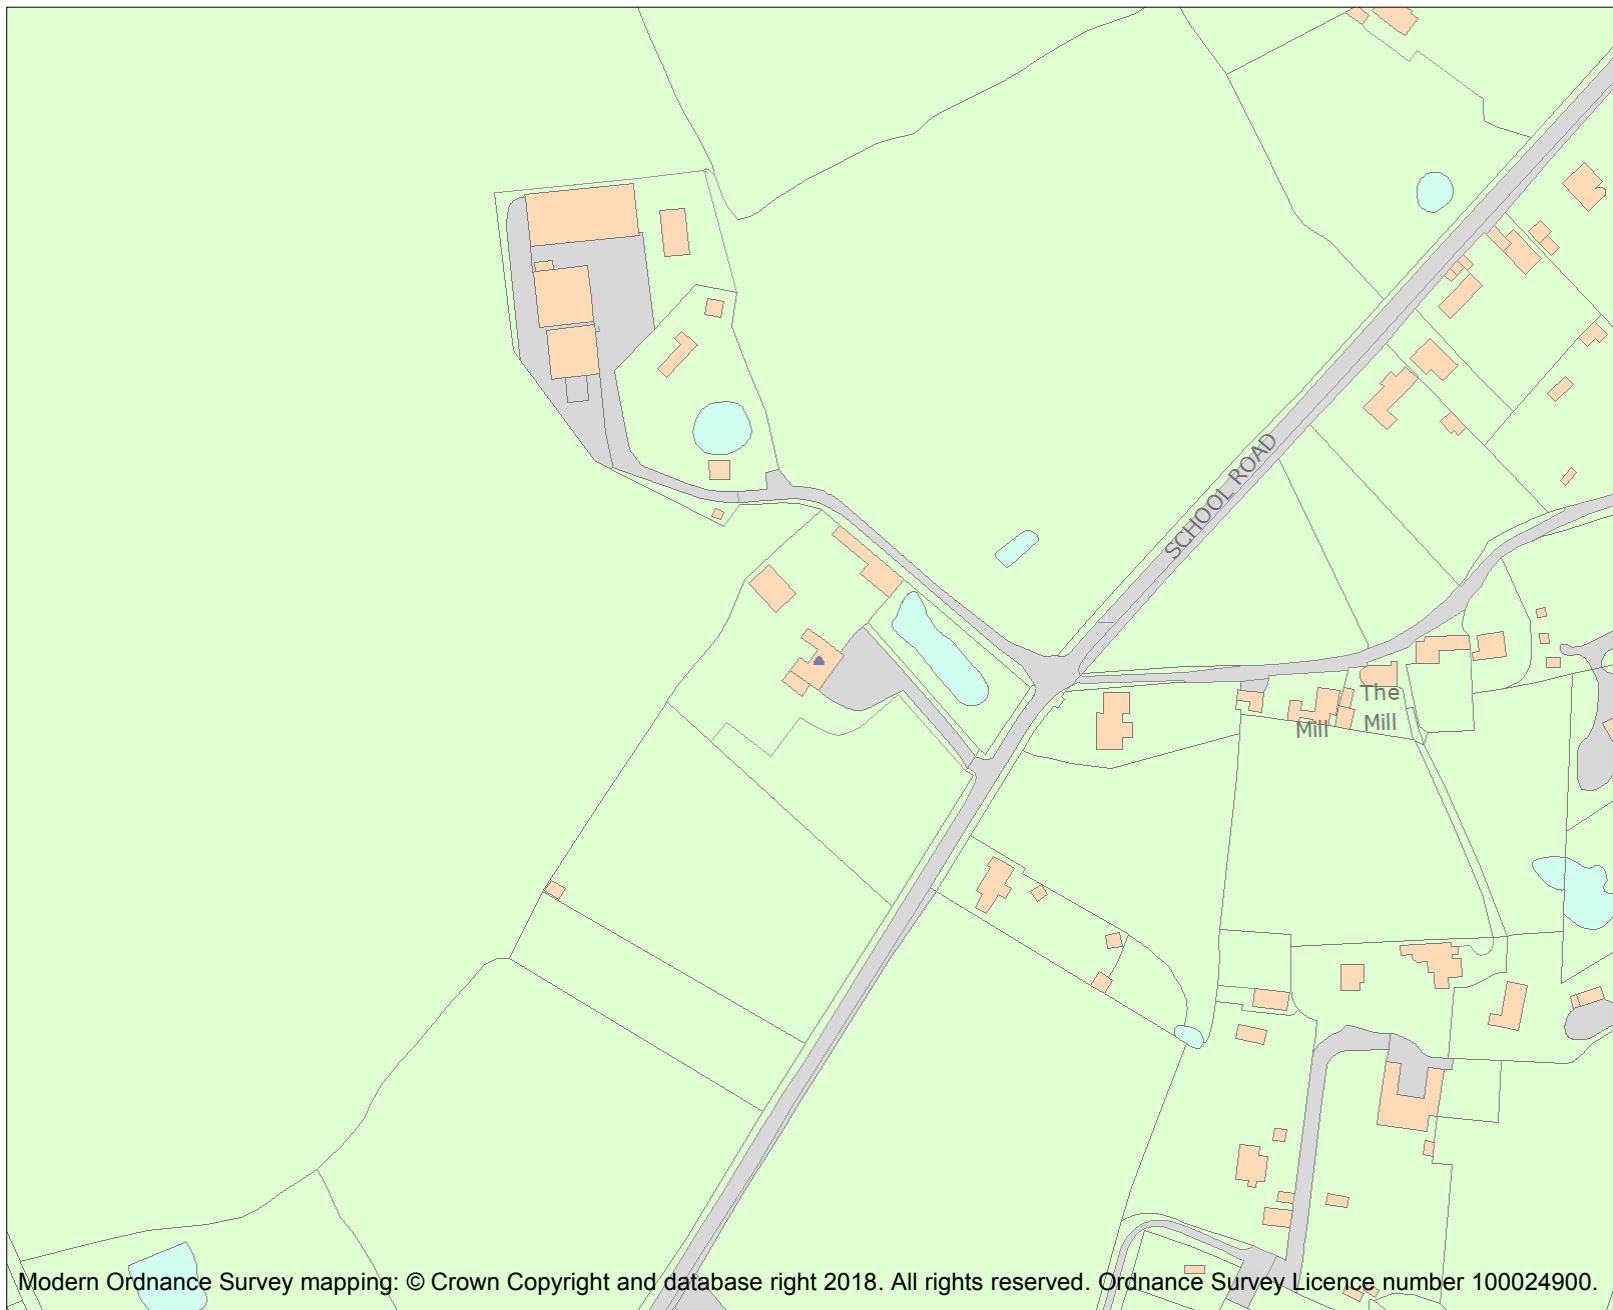 SCHOOL ROAD
The
Mill
Mill
Modern Ordnance Survey mapping: © Crown Copyright and database right 2018. All rights reserved. Ordnance Survey Licence number 100024900.